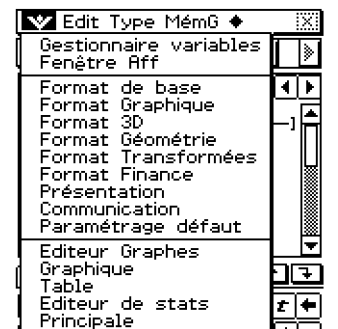 Edit Type MémG ◆
Gestionnaire variables
Fenêtre Aff
Format de base
Format Graphique
Format 3D
Format Géométrie
Format Transformées
Format Finance
Présentation
Communication
Paramétrage défaut
Editeur Graphes
Graphique
Table
Editeur de stats
Principale
t